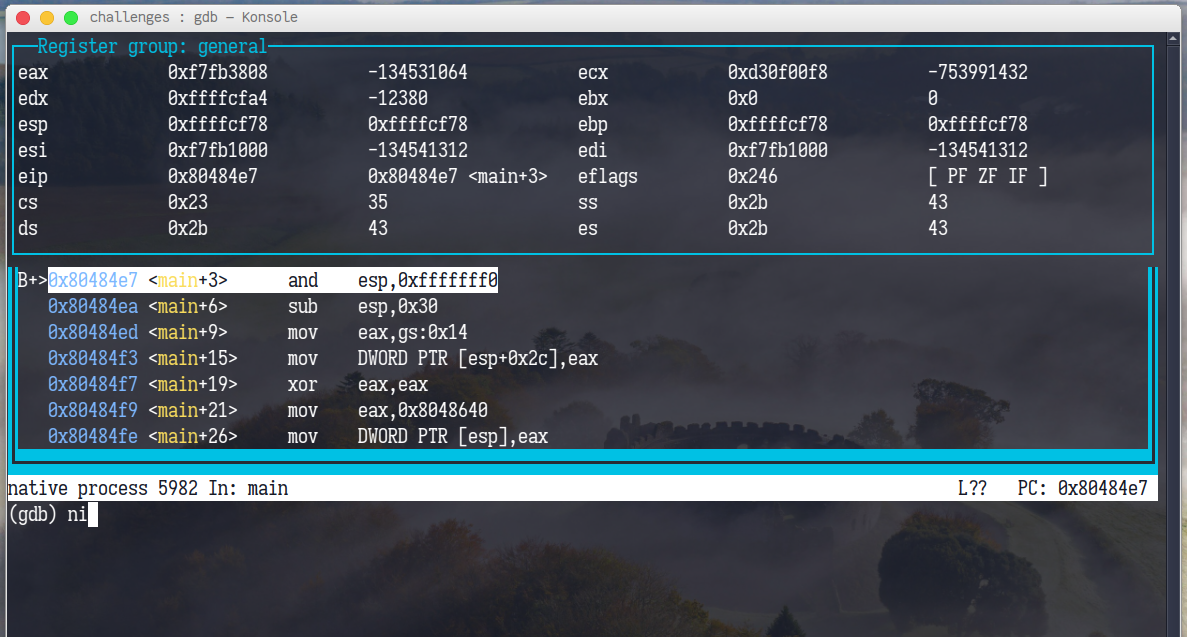 challenges : gdb – Konsole
Register group: general
eax 0xf7fb3808 -134531064 ecx 0xd30f00f8 -753991432
edx 0xffffcfa4 -12380 ebx 0x0 0
esp 0xffffcf78 0xffffcf78 ebp 0xffffcf78 0xffffcf78
esi 0xf7fb1000 -134541312 edi 0xf7fb1000 -134541312
eip 0x80484e7 0x80484e7 <main+3> eflags 0x246 [ PF ZF IF ]
cs 0x23 35 ss 0x2b 43
ds 0x2b 43 es 0x2b 43
B+>0x80484e7 <main+3> and esp,0xfffffff0
0x80484ea <main+6> sub esp,0x30
0x80484ed <main+9> mov eax,gs:0x14
0x80484f3 <main+15> mov DWORD PTR [esp+0x2c],eax
0x80484f7 <main+19> xor eax,eax
0x80484f9 <main+21> mov eax,0x8048640
0x80484fe <main+26> mov DWORD PTR [esp],eax
native process 5982 In: main L?? PC: 0x80484e7
(gdb) ni